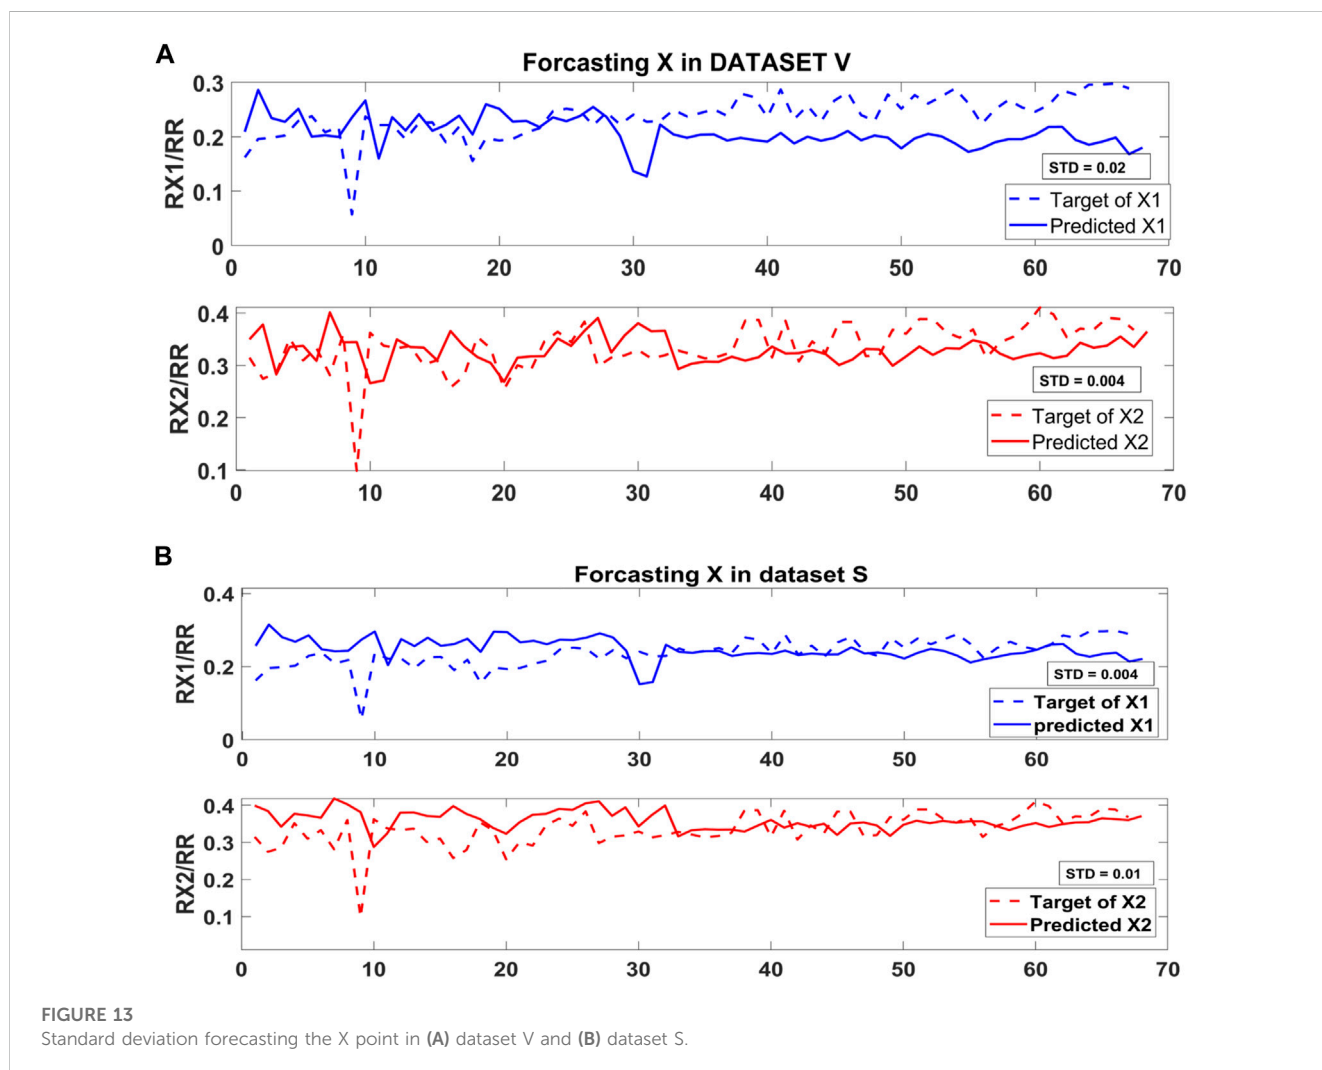 A
Forcasting X in DATASET V
0.3
0.2
0.1
0
RX1/RR
STD = 0.02
Target of X1
Predicted X1
0 10 20 30 40 50 60 70
0.4
0.3
0.2
0.1
RX2/RR
STD = 0.004
Target of X2
Predicted X2
0 10 20 30 40 50 60 70
B
Forcasting X in dataset S
0.4
0.2
0
RX1/RR
STD = 0.004
Target of X1
predicted X1
0 10 20 30 40 50 60
0.4
0.3
0.2
0.1
RX2/RR
STD = 0.01
Target of X2
Predicted X2
0 10 20 30 40 50 60 70
FIGURE 13
Standard deviation forecasting the X point in (A) dataset V and (B) dataset S.